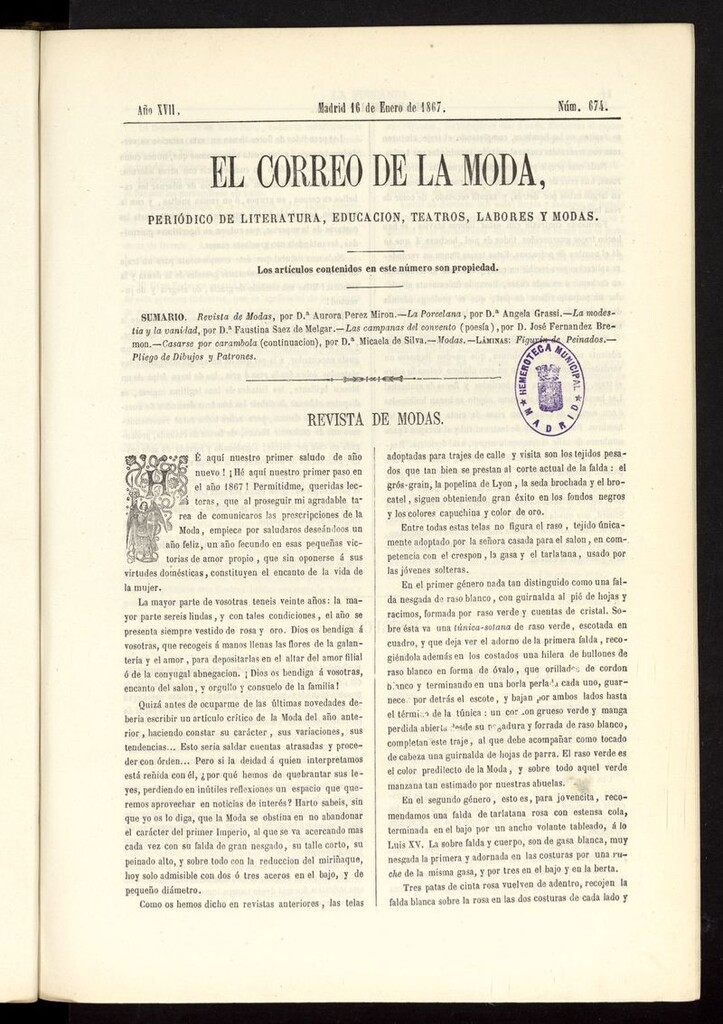 Año XVII.
Madrid 16 de Enero de 1867.
Núm. 674.
EL CORREO DE LA MODA,
PERIÓDICO DE LITERATURA, EDUCACION, TEATROS, LABORES Y MODAS.
Los artículos contenidos en este número son propiedad.
SUMARIO. Revista de Modas, por D.ª Aurora Perez Miron.—La Porcelana, por D.ª Angela Grassi.—La modes-
tia y la vanidad, por D.ª Faustina Saez de Melgar.—Las campanas del convento (poesía), por D. José Fernandez Bre-
mon.—Casarse por carambola (continuacion), por D.ª Micaela de Silva.—Modas.—LÁMINAS: Figurin de Peinados.—
Pliego de Dibujos y Patrones.
HEMEROTECA MUNICIPAL
MADRID
REVISTA DE MODAS.
HÉ aquí nuestro primer saludo de año
nuevo! ¡Hé aquí nuestro primer paso en
el año 1867! Permitidme, queridas lec-
toras, que al proseguir mi agradable ta-
rea de comunicaros las prescripciones de la
Moda, empiece por saludaros deseándoos un
año feliz, un año fecundo en esas pequeñas vic-
torias de amor propio, que sin oponerse á sus
virtudes domésticas, constituyen el encanto de la vida de
la mujer.
La mayor parte de vosotras teneis veinte años: la ma-
yor parte sereis lindas, y con tales condiciones, el año se
presenta siempre vestido de rosa y oro. Dios os bendiga á
vosotras, que recogeis á manos llenas las flores de la galan-
tería y el amor, para depositarlas en el altar del amor filial
ó de la conyugal abnegacion. ¡Dios os bendiga á vosotras,
encanto del salon, y orgullo y consuelo de la familia!
Quizá antes de ocuparme de las últimas novedades de-
beria escribir un artículo crítico de la Moda del año ante-
rior, haciendo constar su carácter, sus variaciones, sus
tendencias... Esto seria saldar cuentas atrasadas y proce-
der con órden... Pero si la deidad á quien interpretamos
está reñida con él, ¿por qué hemos de quebrantar sus le-
yes, perdiendo en inútiles reflexiones un espacio que que-
remos aprovechar en noticias de interés? Harto sabeis, sin
que yo os lo diga, que la Moda se obstina en no abandonar
el carácter del primer Imperio, al que se va acercando mas
cada vez con su falda de gran nesgado, su talle corto, su
peinado alto, y sobre todo con la reduccion del miriñaque,
hoy solo admisible con dos ó tres aceros en el bajo, y de
pequeño diámetro.
Como os hemos dicho en revistas anteriores, las telas
adoptadas para trajes de calle y visita son los tejidos pesa-
dos que tan bien se prestan al corte actual de la falda: el
grós-grain, la popelina de Lyon, la seda brochada y el bro-
catel, siguen obteniendo gran éxito en los fondos negros
y los colores capuchina y color de oro.
Entre todas estas telas no figura el raso, tejido única-
mente adoptado por la señora casada para el salon, en com-
petencia con el crespon, la gasa y el tarlatana, usado por
las jóvenes solteras.
En el primer género nada tan distinguido como una fal-
da nesgada de raso blanco, con guirnalda al pié de hojas y
racimos, formada por raso verde y cuentas de cristal. So-
bre ésta va una túnica-sotana de raso verde, escotada en
cuadro, y que deja ver el adorno de la primera falda, reco-
giéndola además en los costados una hilera de bullones de
raso blanco en forma de óvalo, que orillados de cordon
blanco y terminando en una borla perlada cada uno, guar-
nece por detrás el escote, y bajan por ambos lados hasta
el término de la túnica: un cordon grueso verde y manga
perdida abierta desde su pegadura y forrada de raso blanco,
completan este traje, al que debe acompañar como tocado
de cabeza una guirnalda de hojas de parra. El raso verde es
el color predilecto de la Moda, y sobre todo aquel verde
manzana tan estimado por nuestras abuelas.
En el segundo género, esto es, para jovencita, reco-
mendamos una falda de tarlatana rosa con estensa cola,
terminada en el bajo por un ancho volante tableado, á lo
Luis XV. La sobre falda y cuerpo, son de gasa blanca, muy
nesgada la primera y adornada en las costuras por una ru-
che de la misma gasa, y por tres en el bajo y en la berta.
Tres patas de cinta rosa vuelven de adentro, recojen la
falda blanca sobre la rosa en las dos costuras de cada lado y